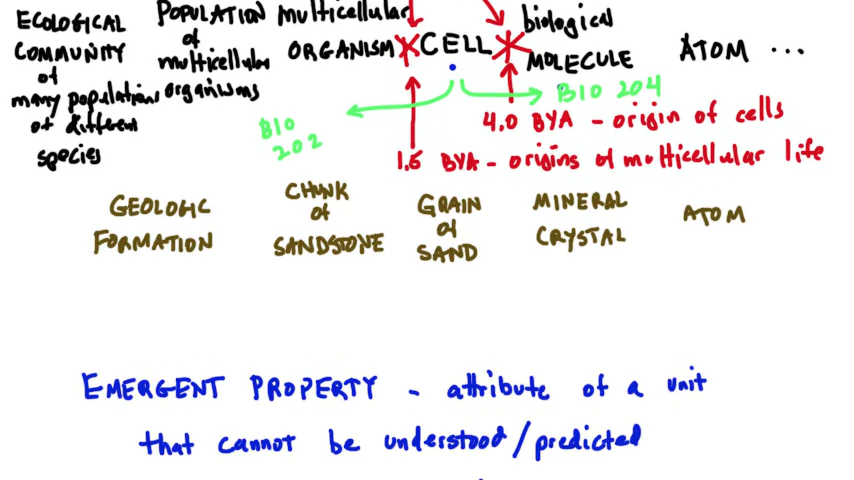 ECOLOGICAL
COMMUNITY
of
many populations
of different
species
POPULATION
of
multicellular
organisms
multicellular
ORGANISM
CELL
biological
MOLECULE
ATOM ...
BIO 204
BIO
202
4.0 BYA - origin of cells
1.6 BYA - origins of multicellular life
GEOLOGIC
FORMATION
CHUNK
of
SANDSTONE
GRAIN
of
SAND
MINERAL
CRYSTAL
ATOM
EMERGENT PROPERTY - attribute of a unit
that cannot be understood/predicted